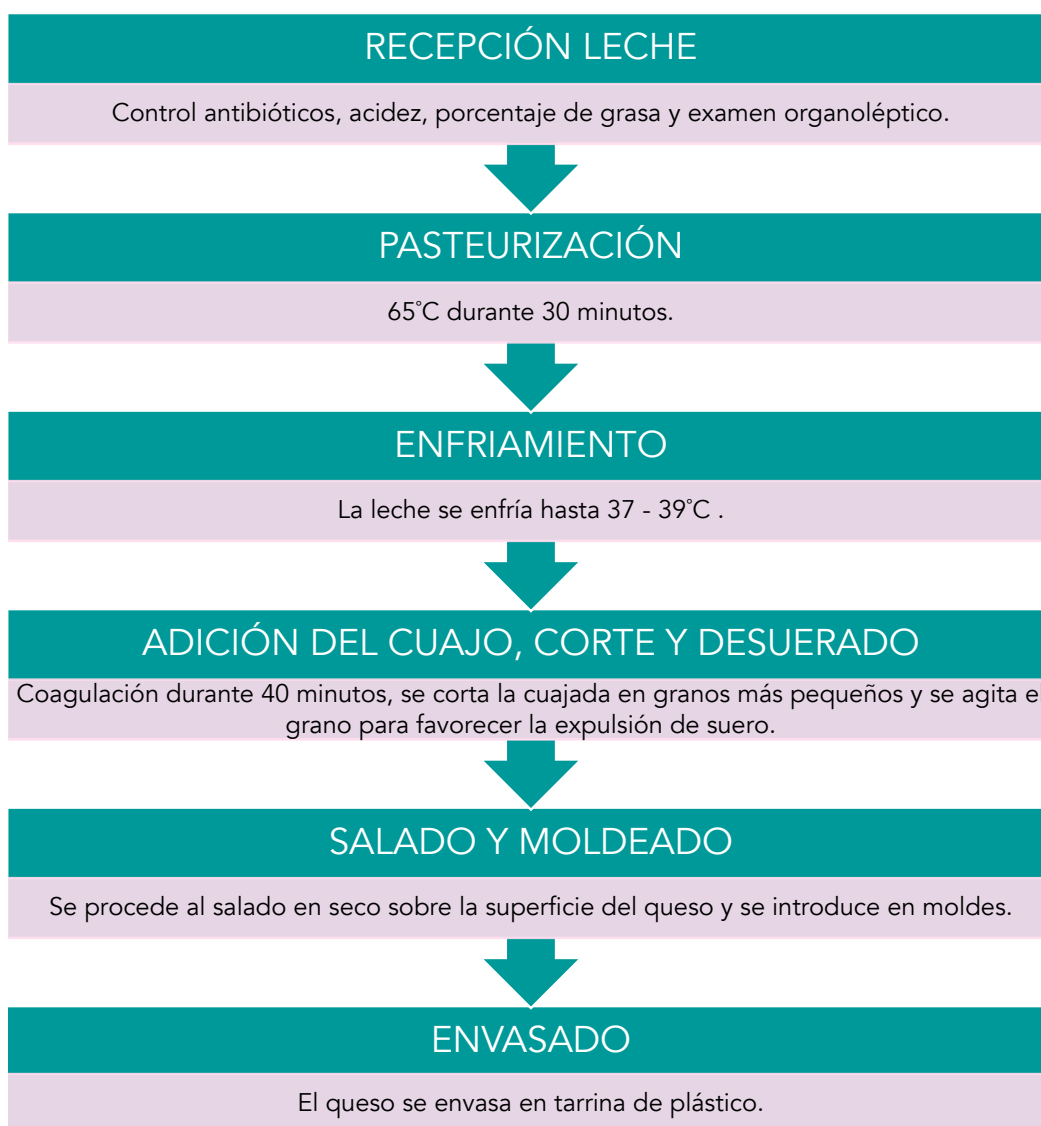 RECEPCIÓN LECHE
Control antibióticos, acidez, porcentaje de grasa y examen organoléptico.
PASTEURIZACIÓN
65°C durante 30 minutos.
ENFRIAMIENTO
La leche se enfría hasta 37 - 39°C .
ADICIÓN DEL CUAJO, CORTE Y DESUERADO
Coagulación durante 40 minutos, se corta la cuajada en granos más pequeños y se agita e
grano para favorecer la expulsión de suero.
SALADO Y MOLDEADO
Se procede al salado en seco sobre la superficie del queso y se introduce en moldes.
ENVASADO
El queso se envasa en tarrina de plástico.